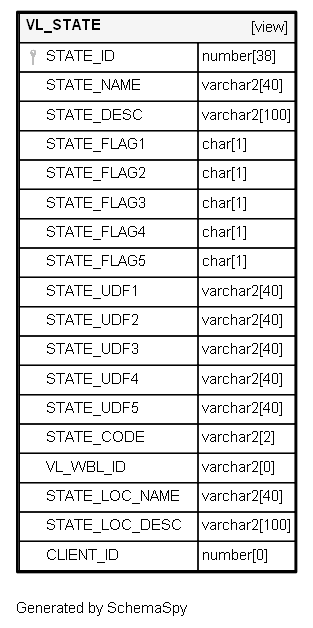 VL_STATE [view]
STATE_ID number[38]
STATE_NAME varchar2[40]
STATE_DESC varchar2[100]
STATE_FLAG1 char[1]
STATE_FLAG2 char[1]
STATE_FLAG3 char[1]
STATE_FLAG4 char[1]
STATE_FLAG5 char[1]
STATE_UDF1 varchar2[40]
STATE_UDF2 varchar2[40]
STATE_UDF3 varchar2[40]
STATE_UDF4 varchar2[40]
STATE_UDF5 varchar2[40]
STATE_CODE varchar2[2]
VL_WBL_ID varchar2[0]
STATE_LOC_NAME varchar2[40]
STATE_LOC_DESC varchar2[100]
CLIENT_ID number[0]
Generated by SchemaSpy